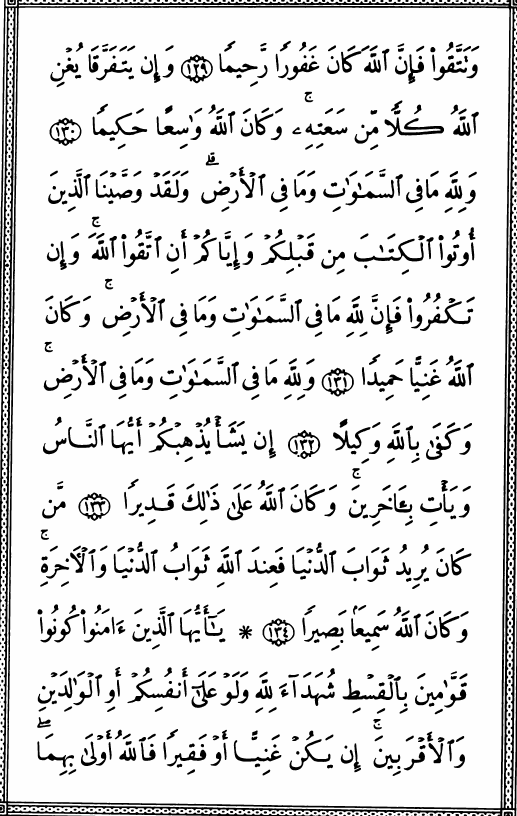 وَتَتَّقُوا۟ فَإِنَّ ٱللَّهَ كَانَ غَفُورًا رَّحِيمًا ١٢٩ وَإِن يَتَفَرَّقَا يُغْنِ
ٱللَّهُ كُلًّا مِّن سَعَتِهِۦ ۚ وَكَانَ ٱللَّهُ وَٰسِعًا حَكِيمًا ١٣٠
وَلِلَّهِ مَا فِى ٱلسَّمَٰوَٰتِ وَمَا فِى ٱلْأَرْضِ ۗ وَلَقَدْ وَصَّيْنَا ٱلَّذِينَ
أُوتُوا۟ ٱلْكِتَٰبَ مِن قَبْلِكُمْ وَإِيَّاكُمْ أَنِ ٱتَّقُوا۟ ٱللَّهَ ۚ وَإِن
تَكْفُرُوا۟ فَإِنَّ لِلَّهِ مَا فِى ٱلسَّمَٰوَٰتِ وَمَا فِى ٱلْأَرْضِ ۚ وَكَانَ
ٱللَّهُ غَنِيًّا حَمِيدًا ١٣١ وَلِلَّهِ مَا فِى ٱلسَّمَٰوَٰتِ وَمَا فِى ٱلْأَرْضِ ۚ
وَكَفَىٰ بِٱللَّهِ وَكِيلًا ١٣٢ إِن يَشَأْ يُذْهِبْكُمْ أَيُّهَا ٱلنَّاسُ
وَيَأْتِ بِـَٔاخَرِينَ ۚ وَكَانَ ٱللَّهُ عَلَىٰ ذَٰلِكَ قَدِيرًا ١٣٣ مَّن
كَانَ يُرِيدُ ثَوَابَ ٱلدُّنْيَا فَعِندَ ٱللَّهِ ثَوَابُ ٱلدُّنْيَا وَٱلْءَاخِرَةِ ۚ
وَكَانَ ٱللَّهُ سَمِيعًۢا بَصِيرًا ١٣٤ * يَٰٓأَيُّهَا ٱلَّذِينَ ءَامَنُوا۟ كُونُوا۟
قَوَّٰمِينَ بِٱلْقِسْطِ شُهَدَآءَ لِلَّهِ وَلَوْ عَلَىٰٓ أَنفُسِكُمْ أَوِ ٱلْوَٰلِدَيْنِ
وَٱلْأَقْرَبِينَ ۚ إِن يَكُنْ غَنِيًّا أَوْ فَقِيرًا فَٱللَّهُ أَوْلَىٰ بِهِمَا ۖ